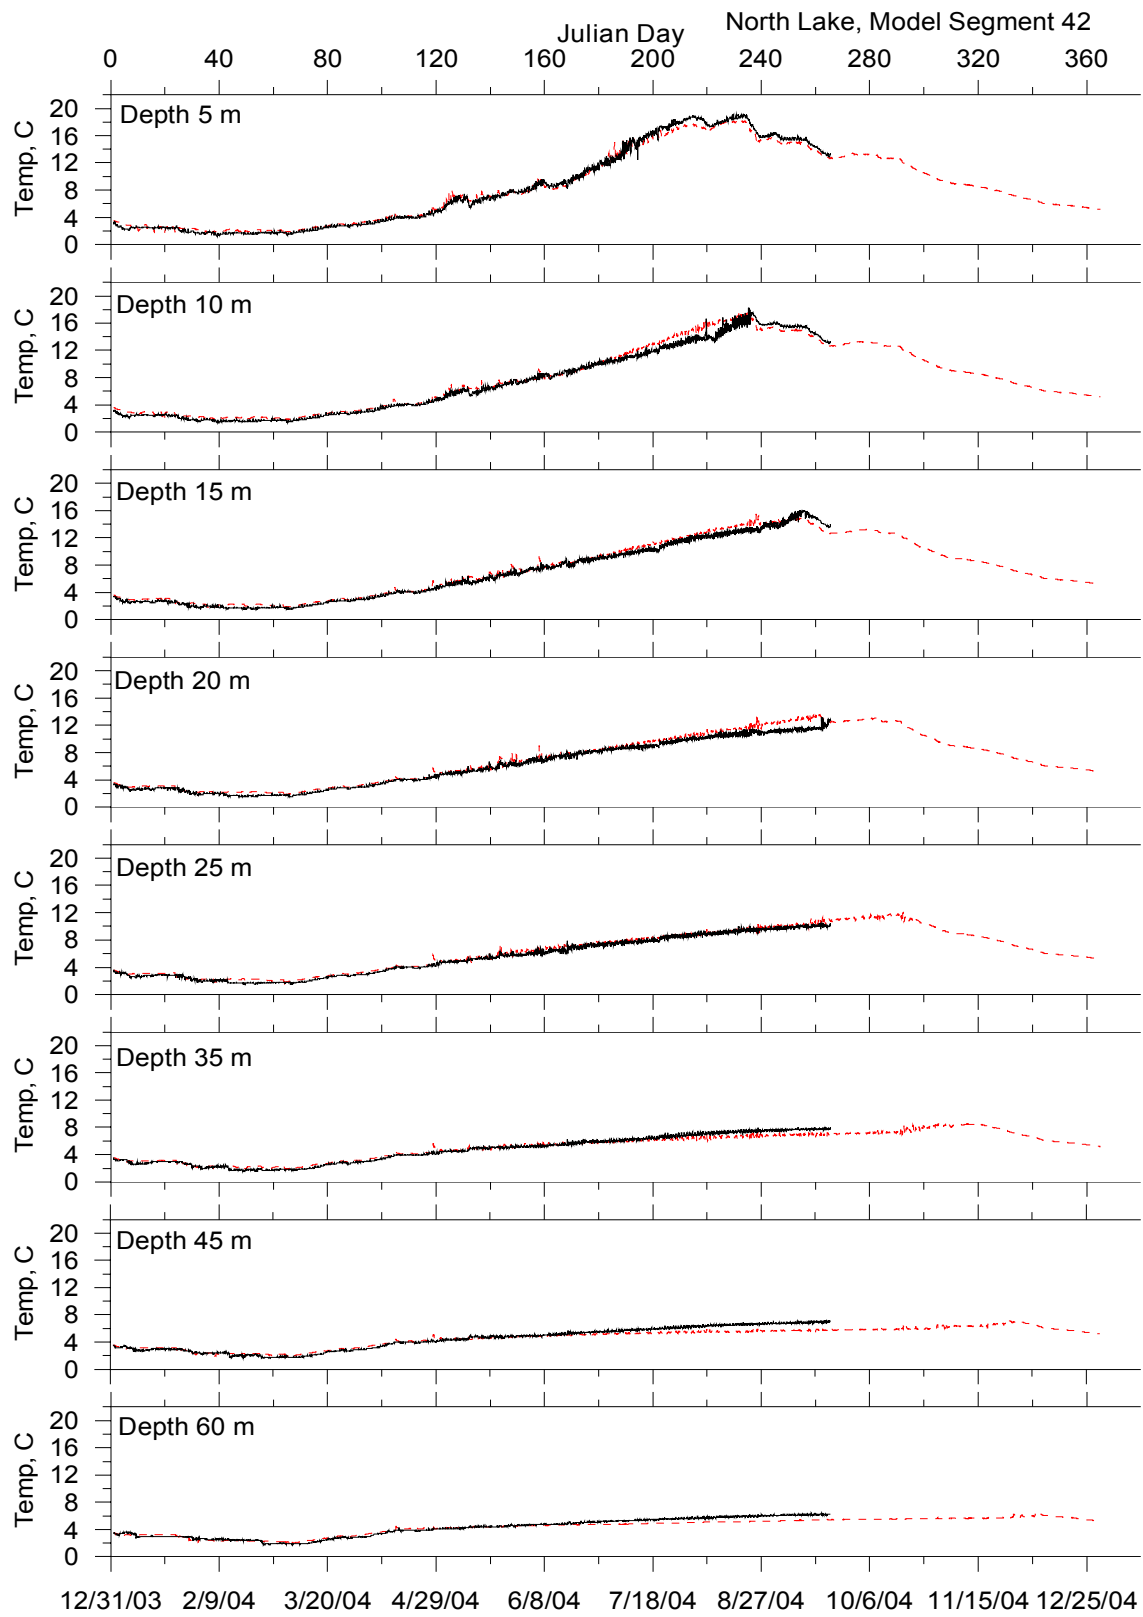 North Lake, Model Segment 42
Julian Day
0 40 80 120 160 200 240 280 320 360
Depth 5 m
Temp, C
20
16
12
8
4
0
Depth 10 m
Temp, C
20
16
12
8
4
0
Depth 15 m
Temp, C
20
16
12
8
4
0
Depth 20 m
Temp, C
20
16
12
8
4
0
Depth 25 m
Temp, C
20
16
12
8
4
0
Depth 35 m
Temp, C
20
16
12
8
4
0
Depth 45 m
Temp, C
20
16
12
8
4
0
Depth 60 m
Temp, C
20
16
12
8
4
0
12/31/03 2/9/04 3/20/04 4/29/04 6/8/04 7/18/04 8/27/04 10/6/04 11/15/04 12/25/04